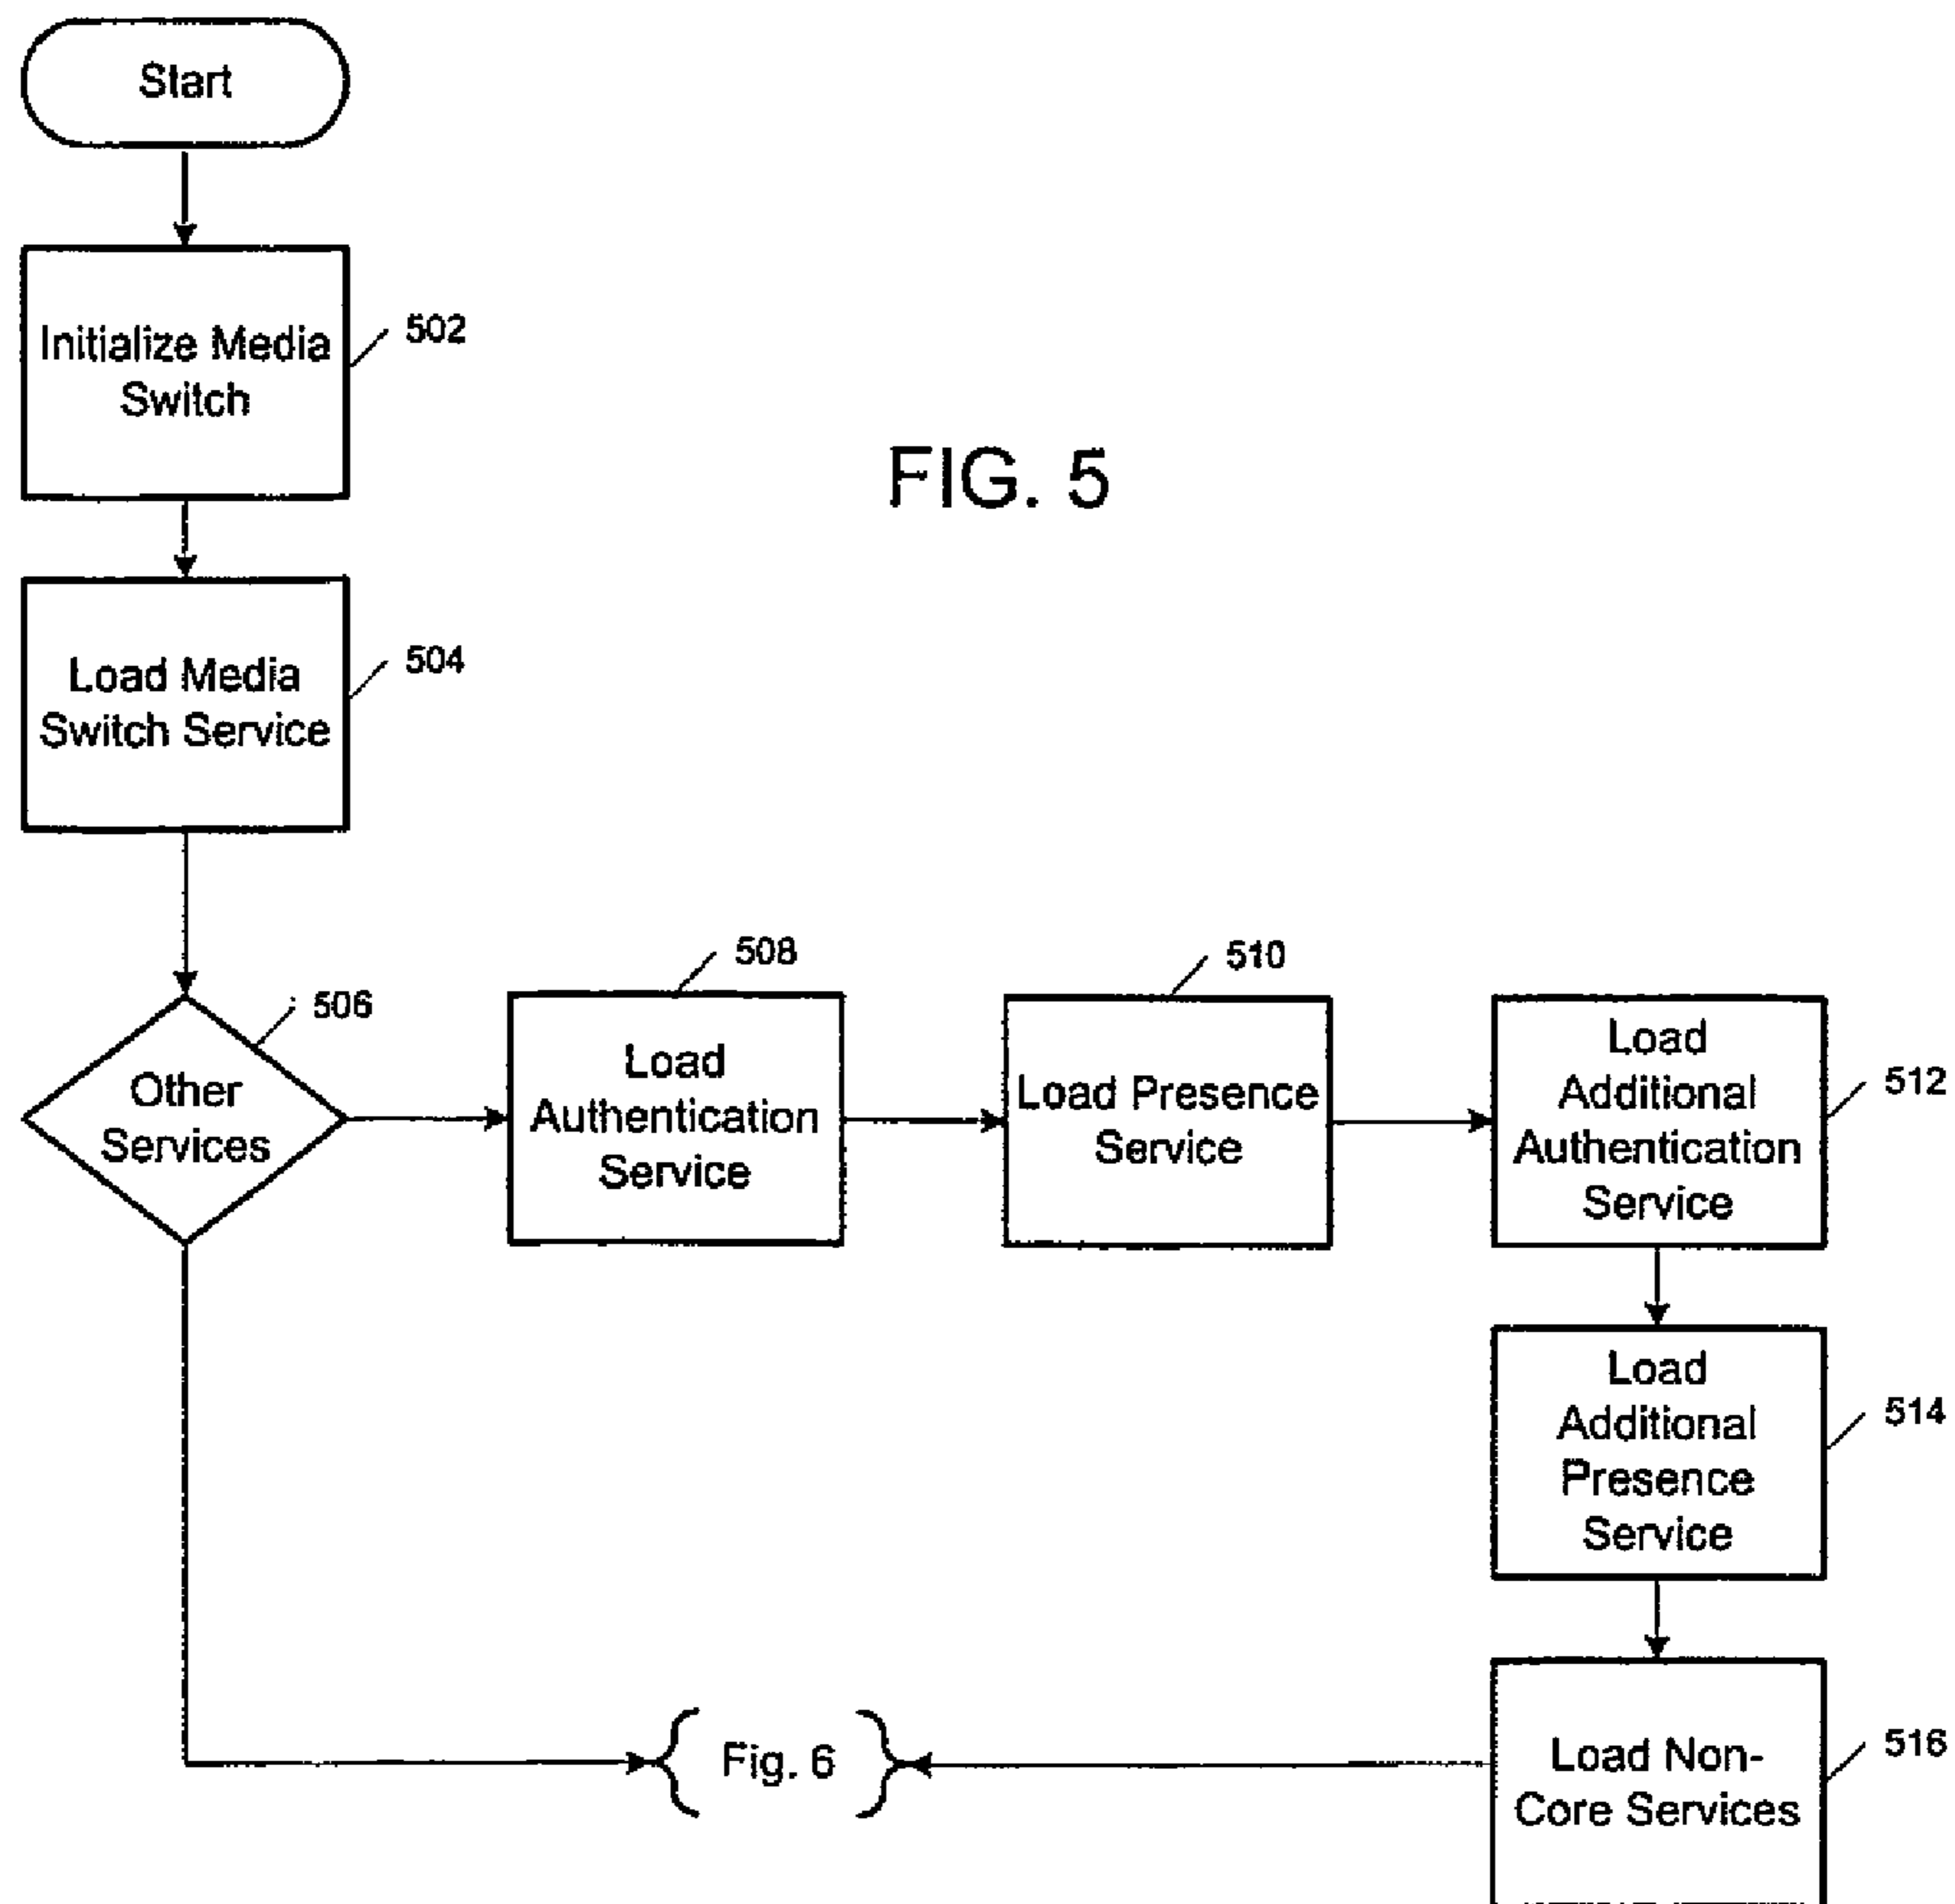 Start
Initialize Media
Switch
502
FIG. 5
Load Media
Switch Service
504
Other
Services
506
Load
Authentication
Service
508
Load Presence
Service
510
Load
Additional
Authentication
Service
512
Load
Additional
Presence
Service
514
Load Non-
Core Services
516
Fig. 6